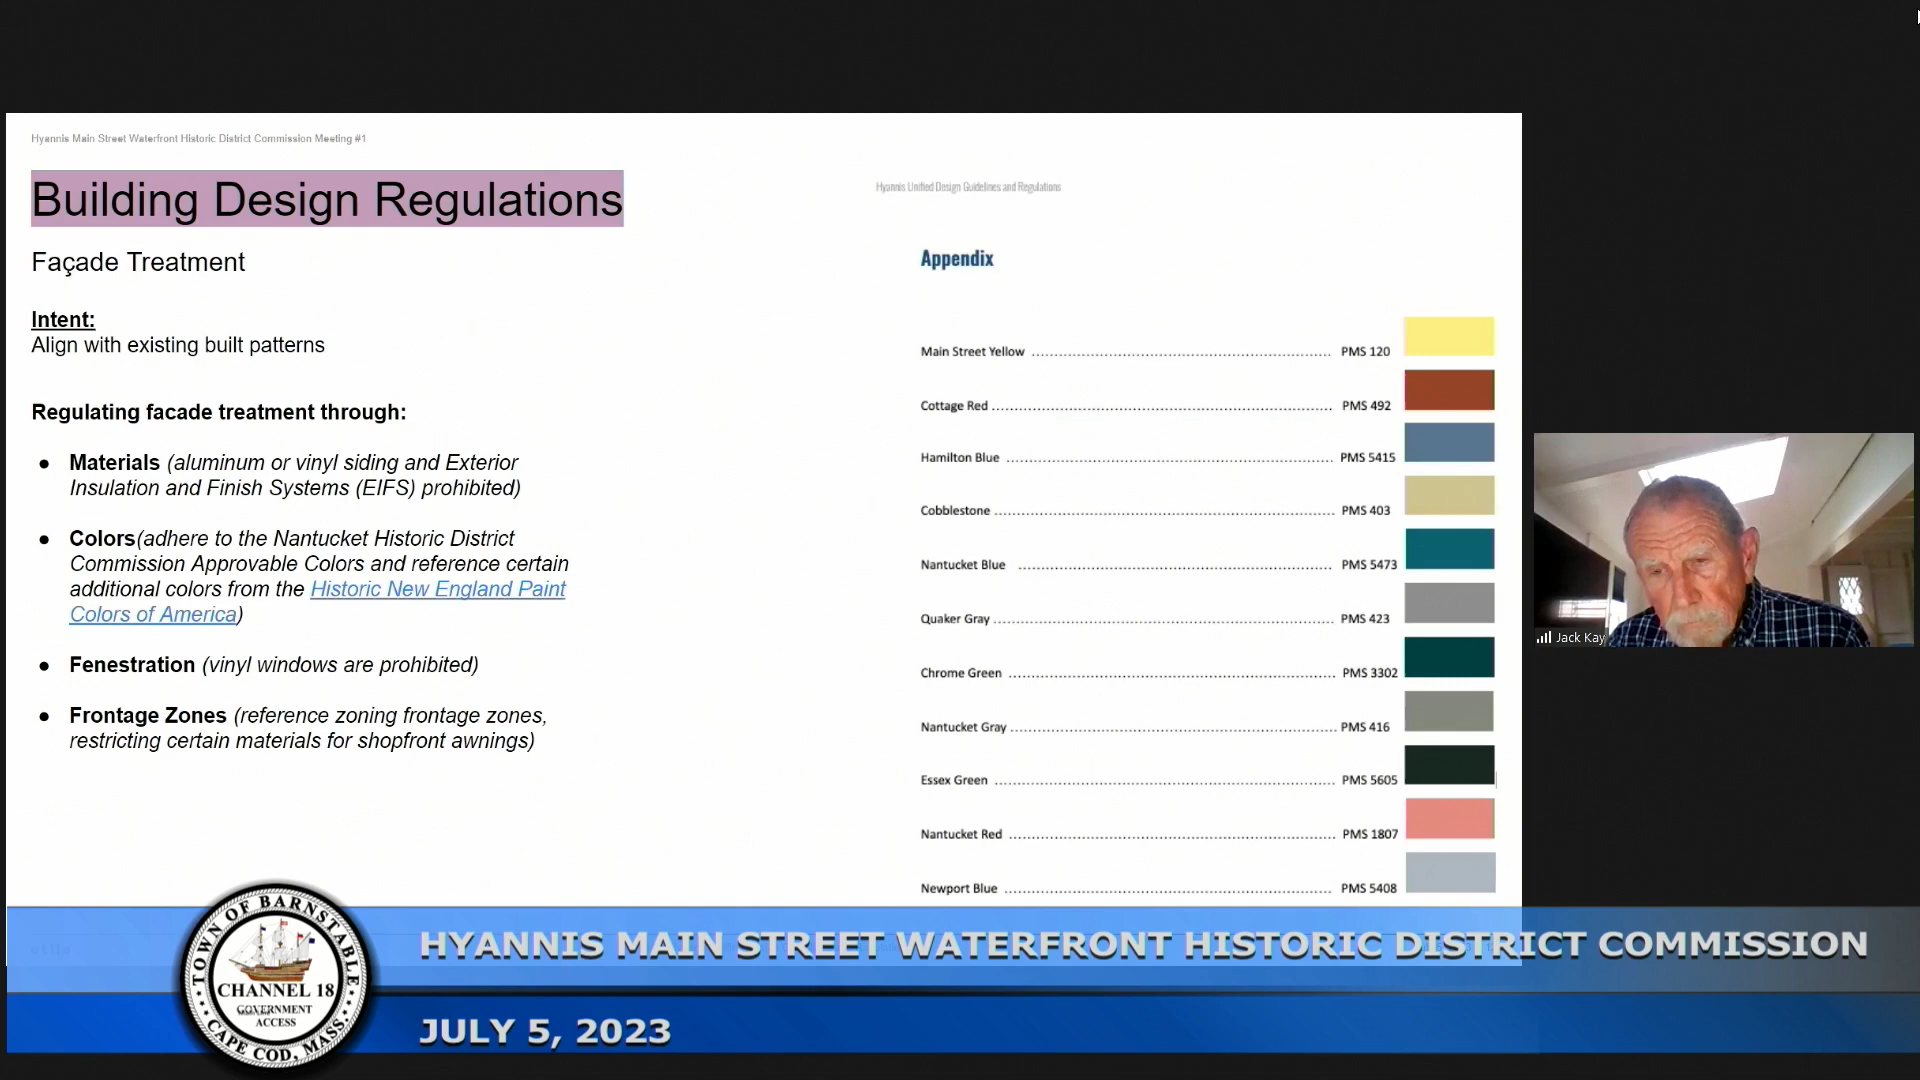 Hyannis Main Street Waterfront Historic District Commission Meeting #1
Building Design Regulations
Façade Treatment
Intent:
Align with existing built patterns
Regulating facade treatment through:
● Materials (aluminum or vinyl siding and Exterior
Insulation and Finish Systems (EIFS) prohibited)
● Colors(adhere to the Nantucket Historic District
Commission Approvable Colors and reference certain
additional colors from the Historic New England Paint
Colors of America)
● Fenestration (vinyl windows are prohibited)
● Frontage Zones (reference zoning frontage zones,
restricting certain materials for shopfront awnings)
Hyannis Unified Design Guidelines and Regulations
Appendix
Main Street Yellow PMS 120
Cottage Red PMS 492
Hamilton Blue PMS 5415
Cobblestone PMS 403
Nantucket Blue PMS 5473
Quaker Gray PMS 423
Chrome Green PMS 3302
Nantucket Gray PMS 416
Essex Green PMS 5605
Nantucket Red PMS 1807
Newport Blue PMS 5408
Jack Kay
TOWN OF BARNSTABLE
CHANNEL 18
GOVERNMENT
ACCESS
CAPE COD, MASS.
HYANNIS MAIN STREET WATERFRONT HISTORIC DISTRICT COMMISSION
JULY 5, 2023